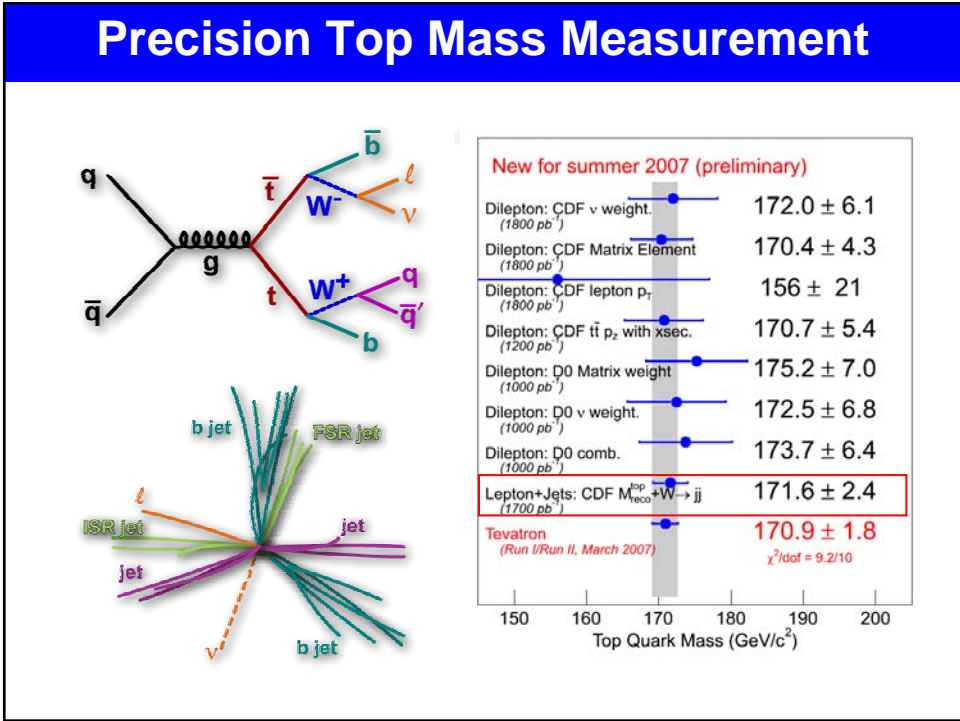 Precision Top Mass Measurement
q
q̅
g
t̅
t
b̅
W⁻
ℓ
ν
W⁺
q
q̅′
b
b jet
FSR jet
ℓ
ISR jet
jet
jet
b jet
ν
New for summer 2007 (preliminary)
Dilepton: CDF ν weight. 172.0 ± 6.1
(1800 pb⁻¹)
Dilepton: CDF Matrix Element 170.4 ± 4.3
(1800 pb⁻¹)
Dilepton: CDF lepton p_T 156 ± 21
(1800 pb⁻¹)
Dilepton: CDF tt̅ p_z with xsec. 170.7 ± 5.4
(1200 pb⁻¹)
Dilepton: D0 Matrix weight 175.2 ± 7.0
(1000 pb⁻¹)
Dilepton: D0 ν weight. 172.5 ± 6.8
(1000 pb⁻¹)
Dilepton: D0 comb. 173.7 ± 6.4
(1000 pb⁻¹)
Lepton+Jets: CDF M^top_reco+W→ jj 171.6 ± 2.4
(1700 pb⁻¹)
Tevatron 170.9 ± 1.8
(Run I/Run II, March 2007) χ²/dof = 9.2/10
150 160 170 180 190 200
Top Quark Mass (GeV/c²)